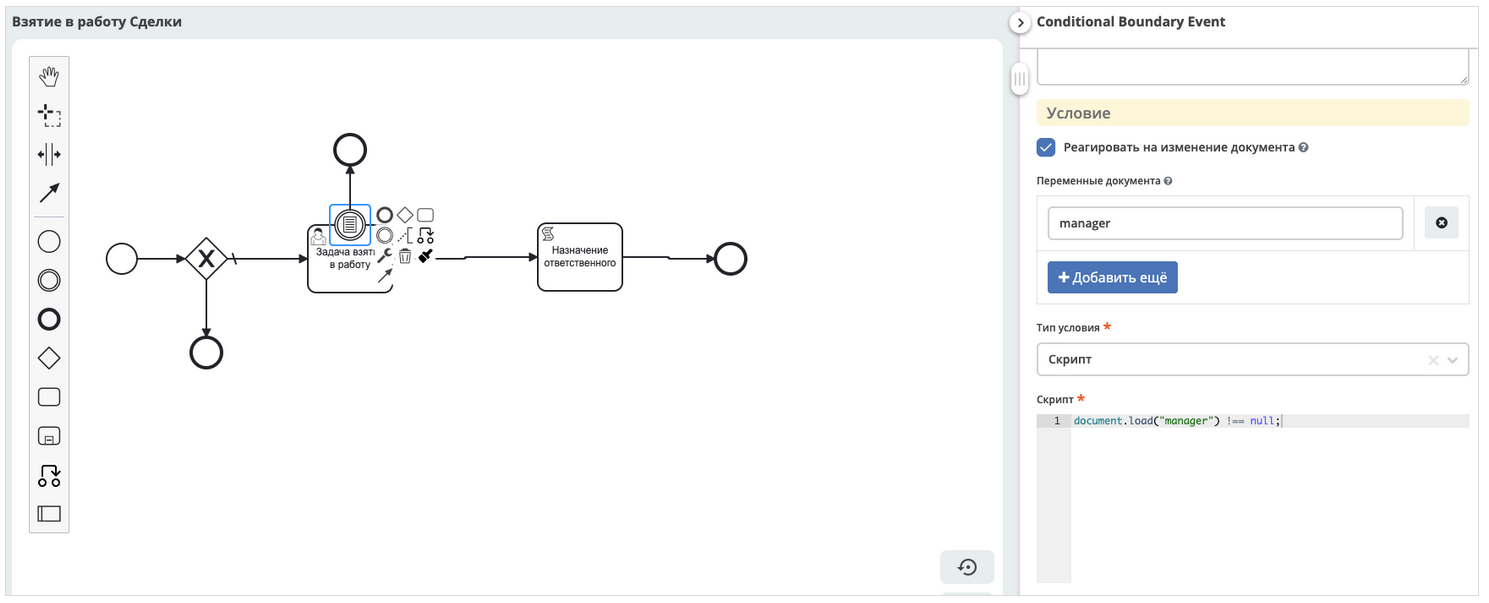 Взятие в работу Сделки
Conditional Boundary Event
Условие
Реагировать на изменение документа
Переменные документа
manager
Добавить ещё
Тип условия *
Скрипт
Скрипт *
1 document.load("manager") !== null;
X
Задача
в работу
Назначение
ответственного